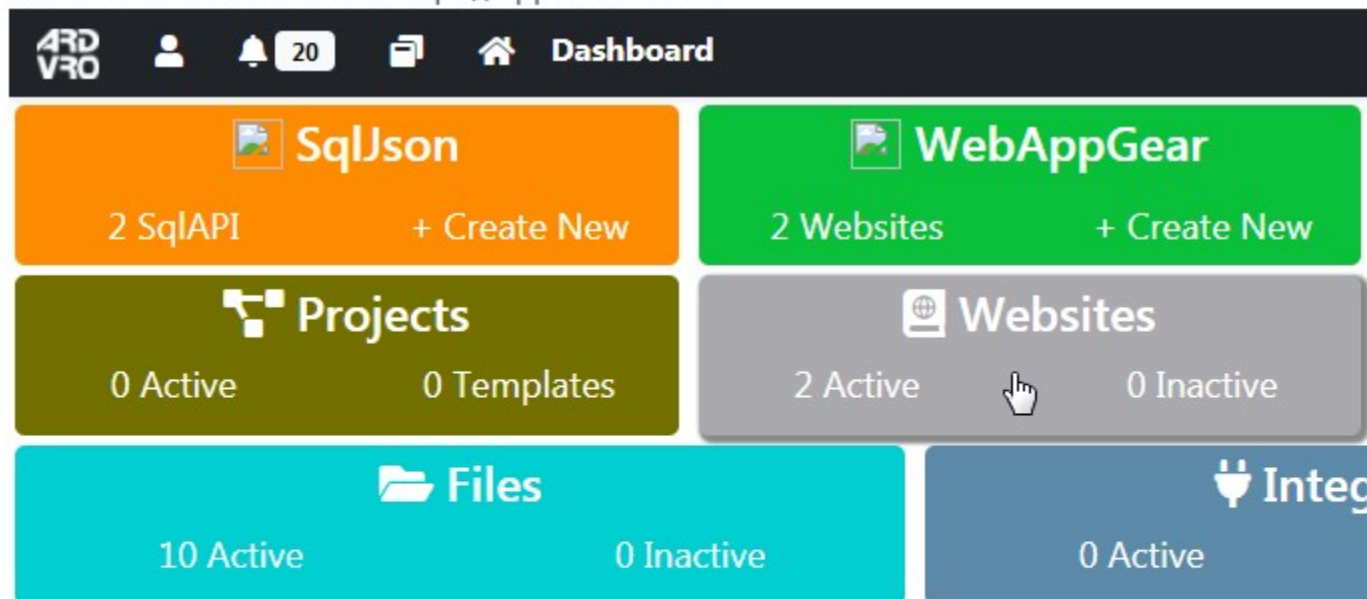 ARD
VRO
20
Dashboard
SqlJson
WebAppGear
2 SqlAPI
+ Create New
2 Websites
+ Create New
Projects
Websites
0 Active
0 Templates
2 Active
0 Inactive
Files
Integ
10 Active
0 Inactive
0 Active